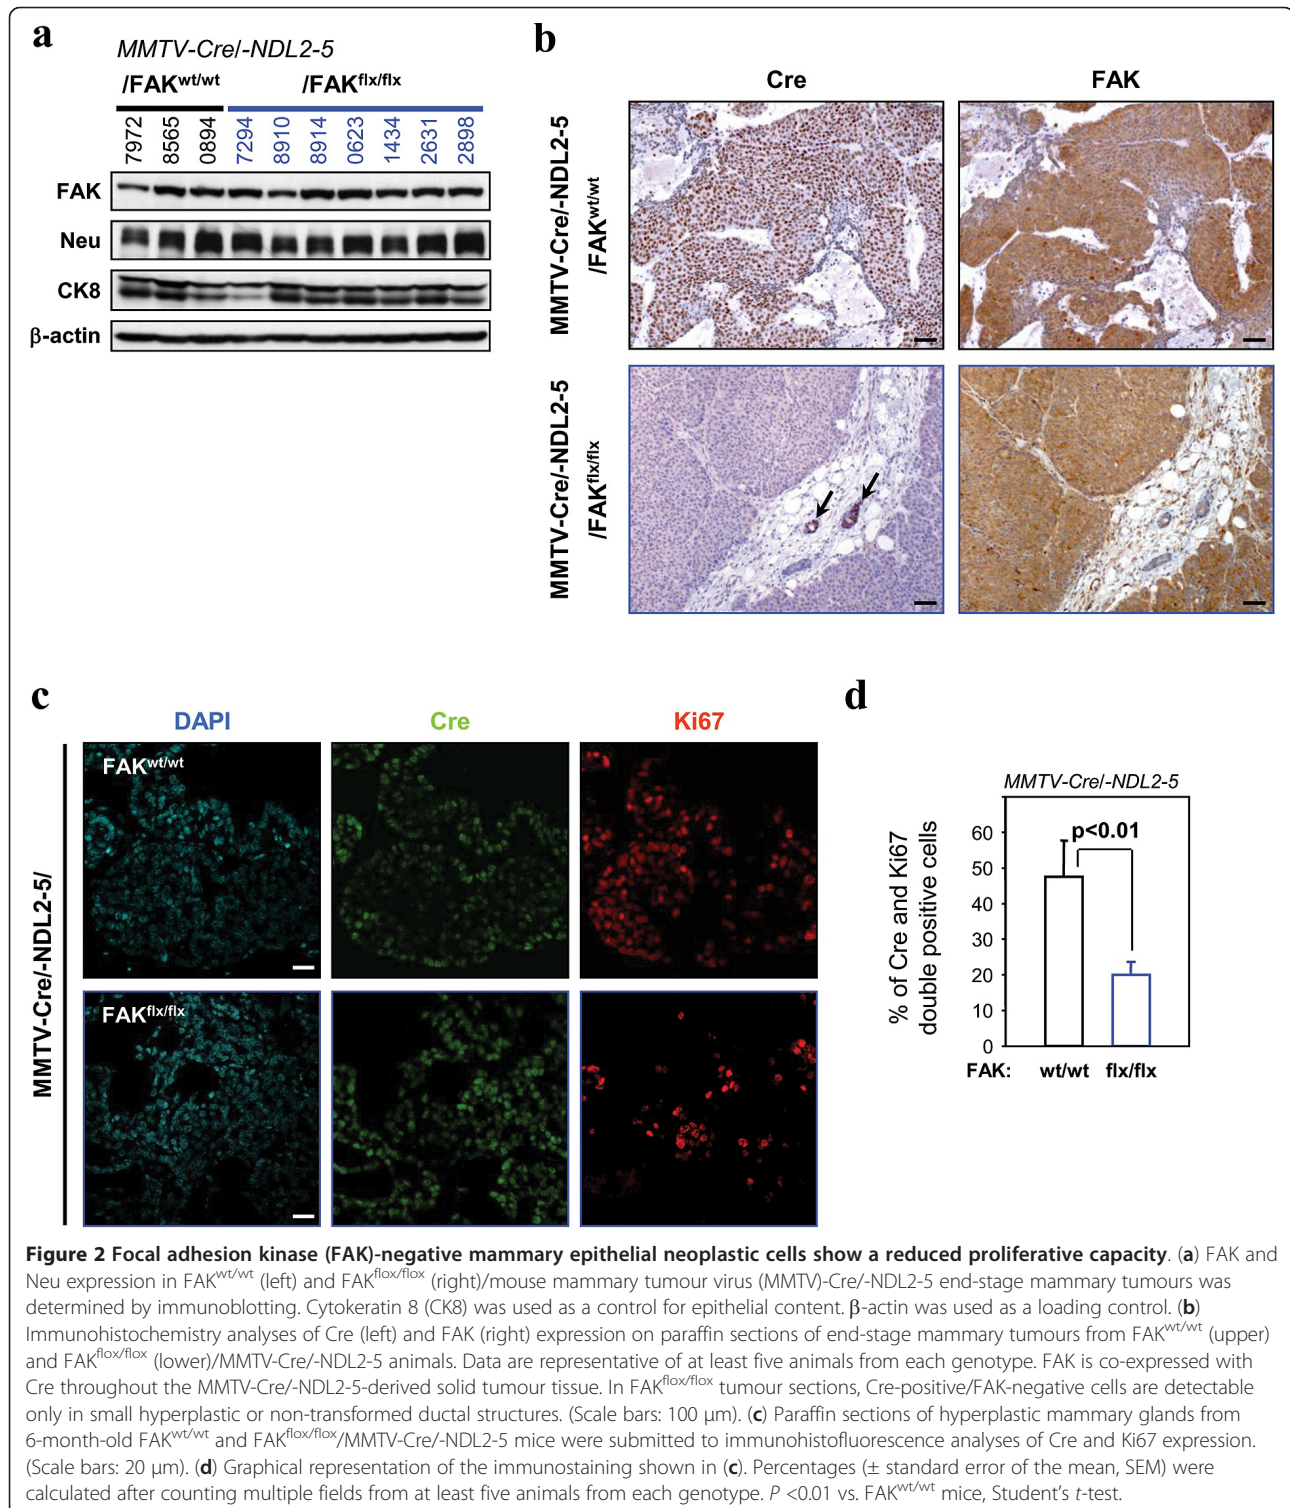 a
MMTV-Cre/-NDL2-5
/FAKwt/wt /FAKflx/flx
7972 8565 0894 7294 8910 8914 0623 1434 2631 2898
FAK
Neu
CK8
β-actin
b
Cre FAK
MMTV-Cre/-NDL2-5
/FAKwt/wt
MMTV-Cre/-NDL2-5
/FAKflx/flx
c
DAPI Cre Ki67
MMTV-Cre/-NDL2-5/
FAKwt/wt
FAKflx/flx
d
MMTV-Cre/-NDL2-5
% of Cre and Ki67
double positive cells
p<0.01
60
50
40
30
20
10
0
FAK: wt/wt flx/flx
Figure 2 Focal adhesion kinase (FAK)-negative mammary epithelial neoplastic cells show a reduced proliferative capacity. (a) FAK and
Neu expression in FAKwt/wt (left) and FAKflox/flox (right)/mouse mammary tumour virus (MMTV)-Cre/-NDL2-5 end-stage mammary tumours was
determined by immunoblotting. Cytokeratin 8 (CK8) was used as a control for epithelial content. β-actin was used as a loading control. (b)
Immunohistochemistry analyses of Cre (left) and FAK (right) expression on paraffin sections of end-stage mammary tumours from FAKwt/wt (upper)
and FAKflox/flox (lower)/MMTV-Cre/-NDL2-5 animals. Data are representative of at least five animals from each genotype. FAK is co-expressed with
Cre throughout the MMTV-Cre/-NDL2-5-derived solid tumour tissue. In FAKflox/flox tumour sections, Cre-positive/FAK-negative cells are detectable
only in small hyperplastic or non-transformed ductal structures. (Scale bars: 100 μm). (c) Paraffin sections of hyperplastic mammary glands from
6-month-old FAKwt/wt and FAKflox/flox/MMTV-Cre/-NDL2-5 mice were submitted to immunohistofluorescence analyses of Cre and Ki67 expression.
(Scale bars: 20 μm). (d) Graphical representation of the immunostaining shown in (c). Percentages (± standard error of the mean, SEM) were
calculated after counting multiple fields from at least five animals from each genotype. P <0.01 vs. FAKwt/wt mice, Student's t-test.